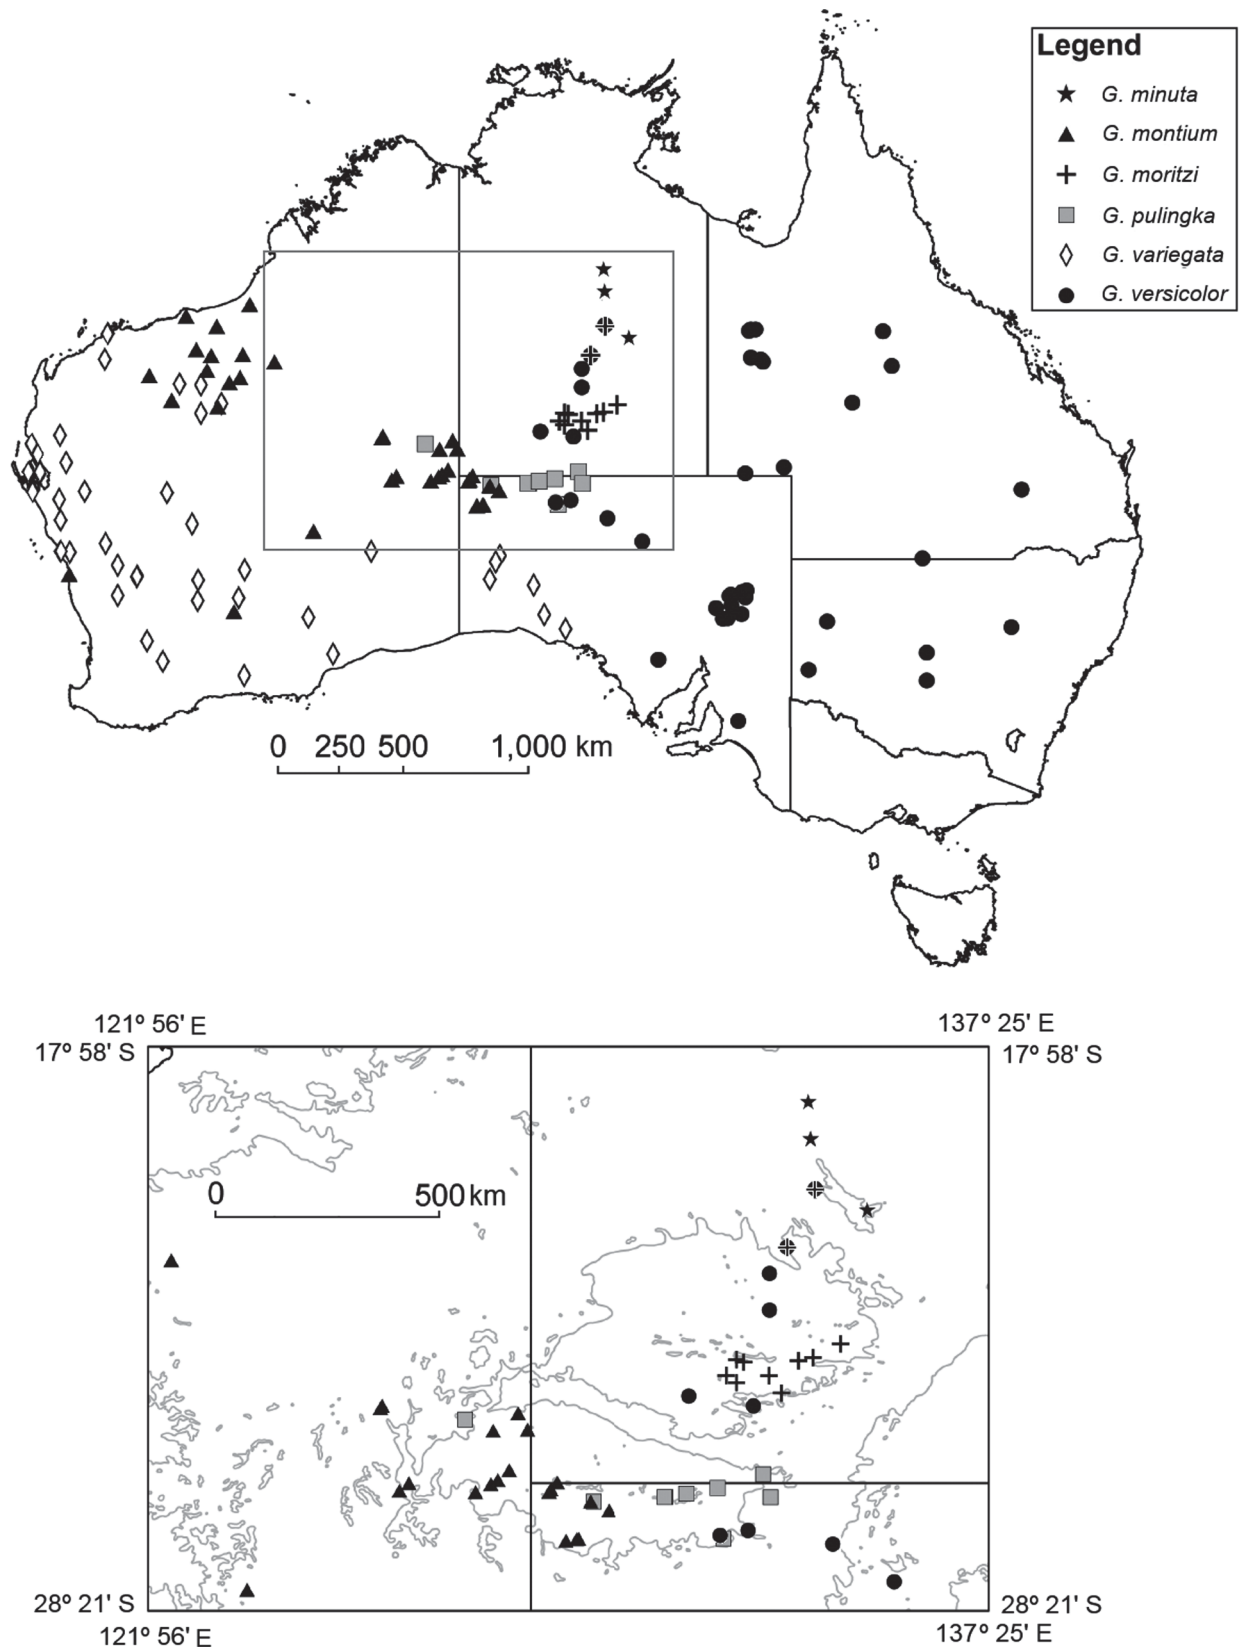 Legend
G. minuta
G. montium
G. moritzi
G. pulingka
G. variegata
G. versicolor
0 250 500 1,000 km
121º 56' E 137º 25' E
17º 58' S 17º 58' S
0 500 km
28º 21' S 28º 21' S
121º 56' E 137º 25' E